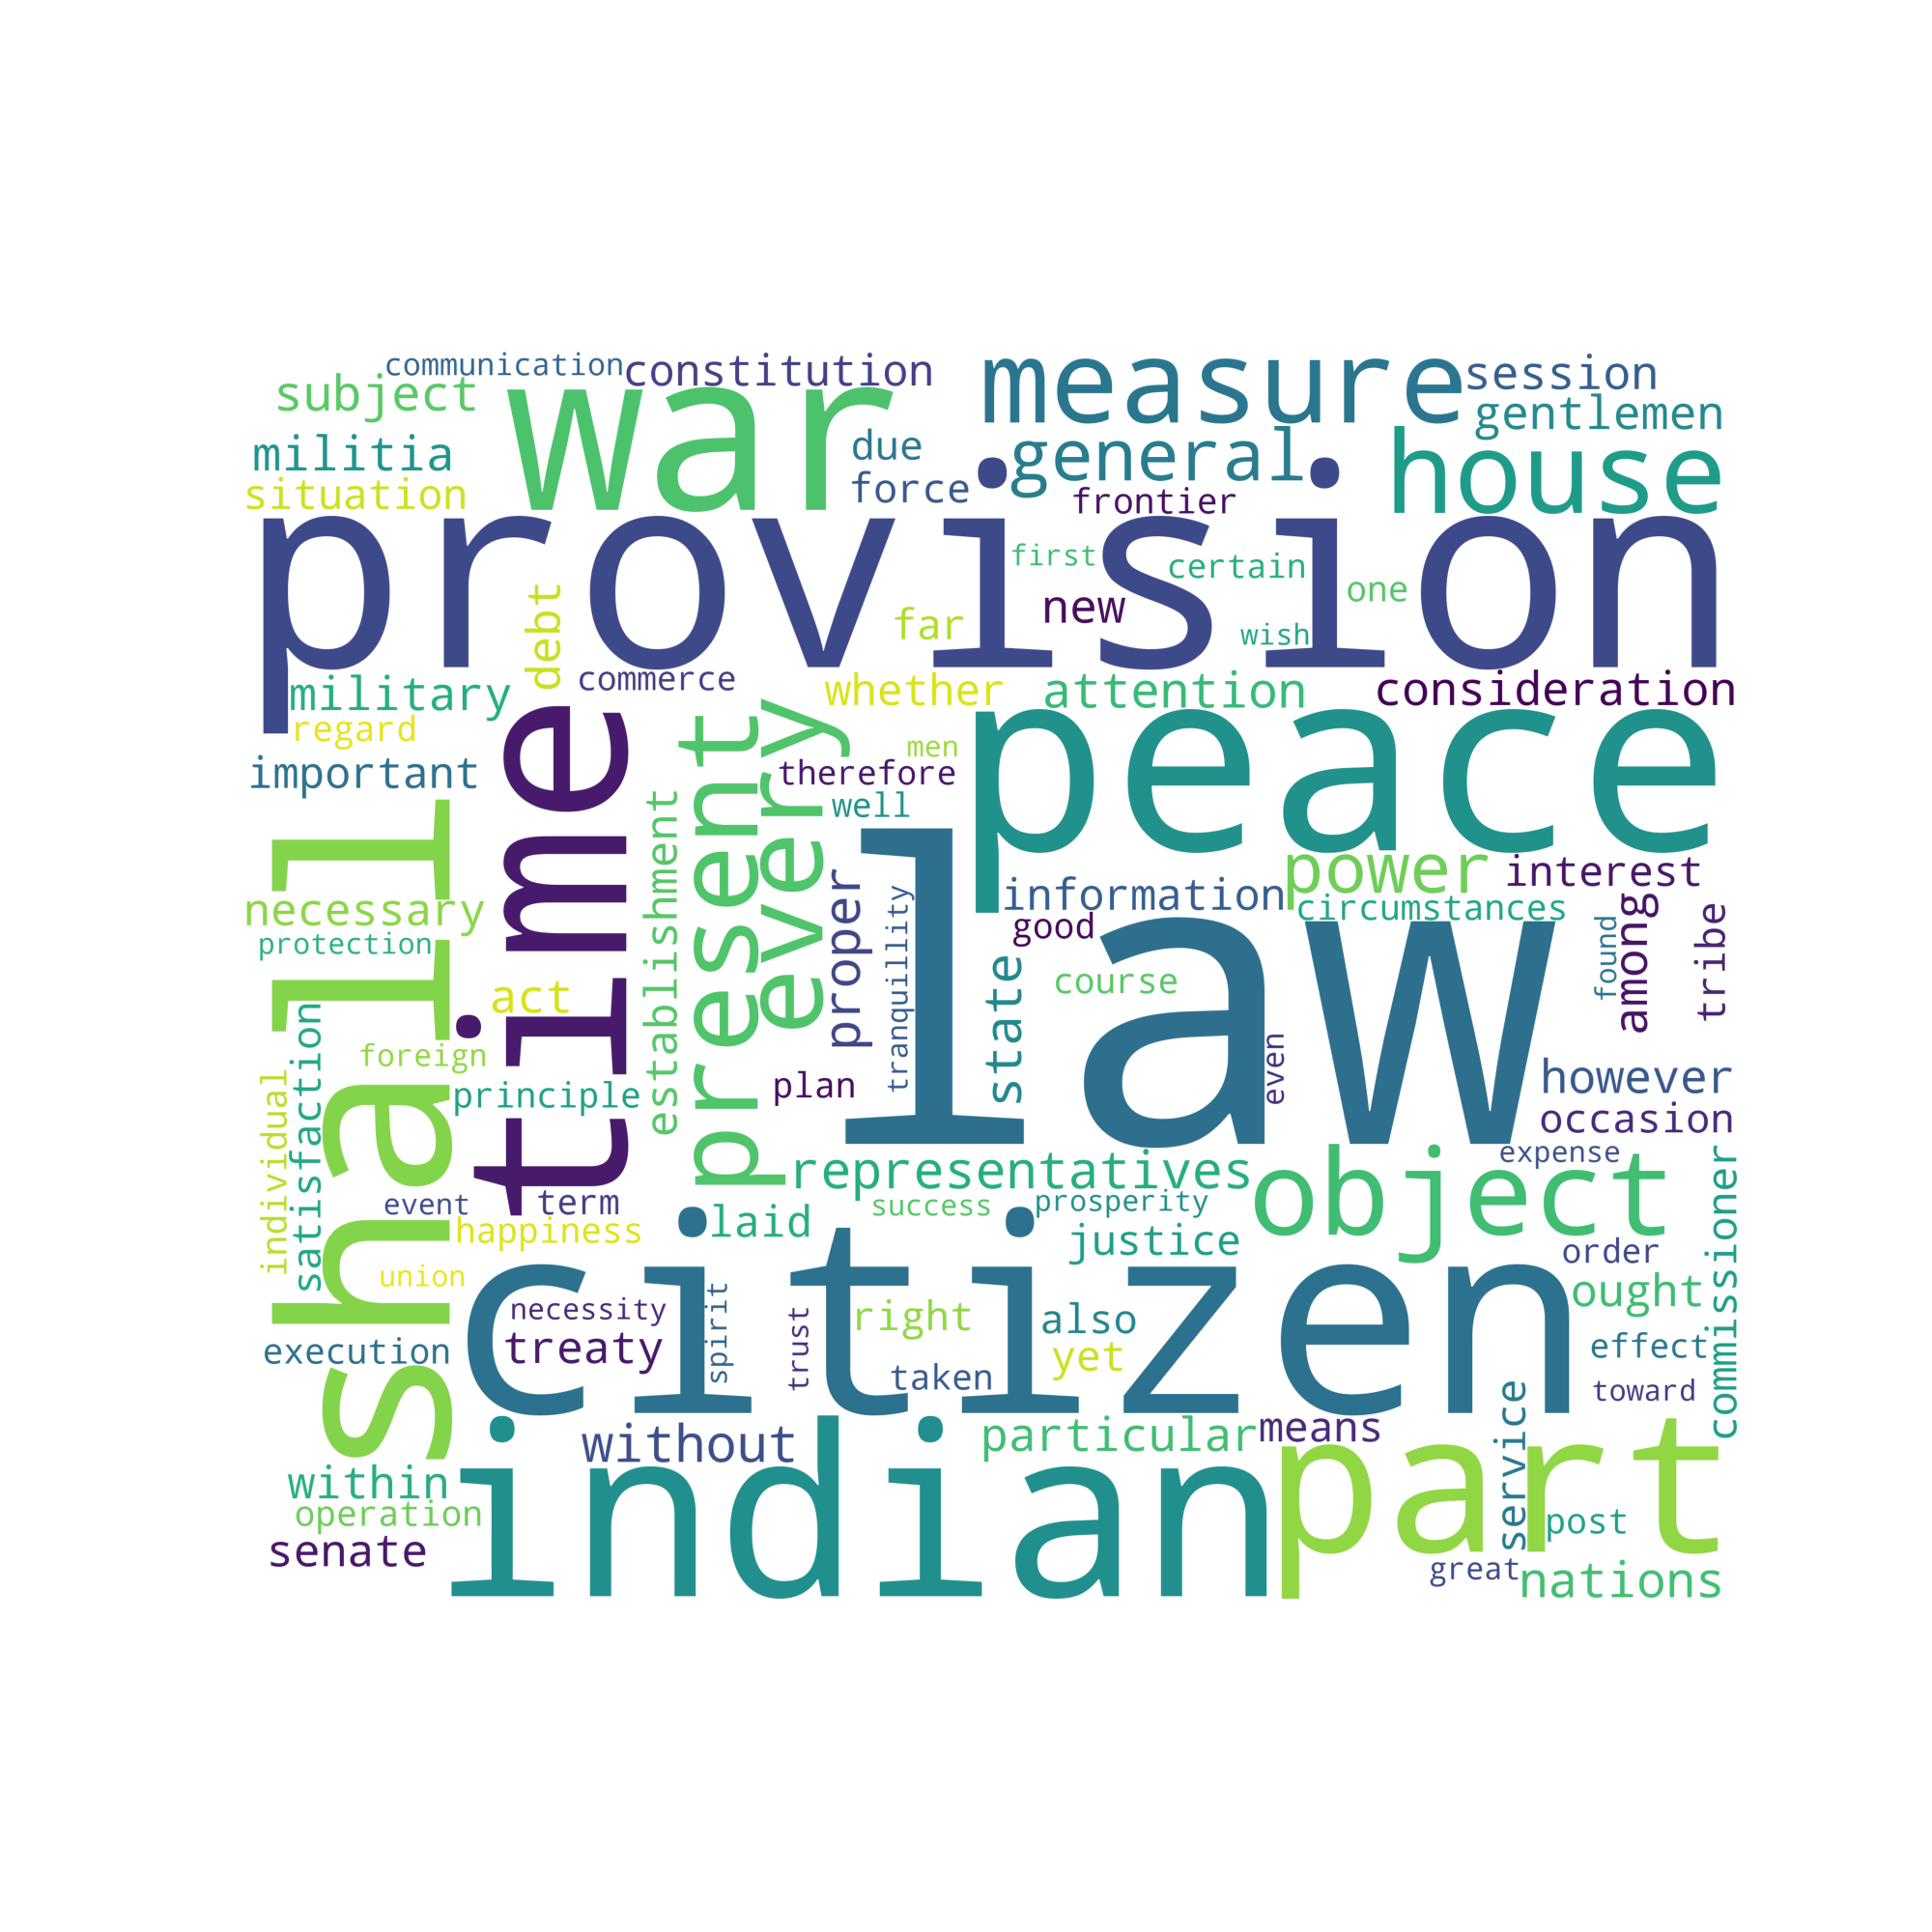 communication
constitution
measure
session
subject
war
gentlemen
militia
due
general
house
situation
force
frontier
provision
first
certain
debt
new
one
far
wish
commerce
military
whether
attention
consideration
regard
time
present
every
men
peace
important
therefore
well
shall
establishment
law
power
interest
necessary
proper
tranquillity
information
circumstances
protection
good
among
tribe
found
state
course
act
satisfaction
foreign
individual
principle
plan
even
however
occasion
representatives
object
expense
event
term
success
prosperity
commissioner
happiness
laid
justice
order
union
citizen
necessity
spirit
trust
right
also
ought
execution
treaty
taken
yet
effect
toward
indian
without
particular
means
part
service
within
operation
post
senate
great
nations